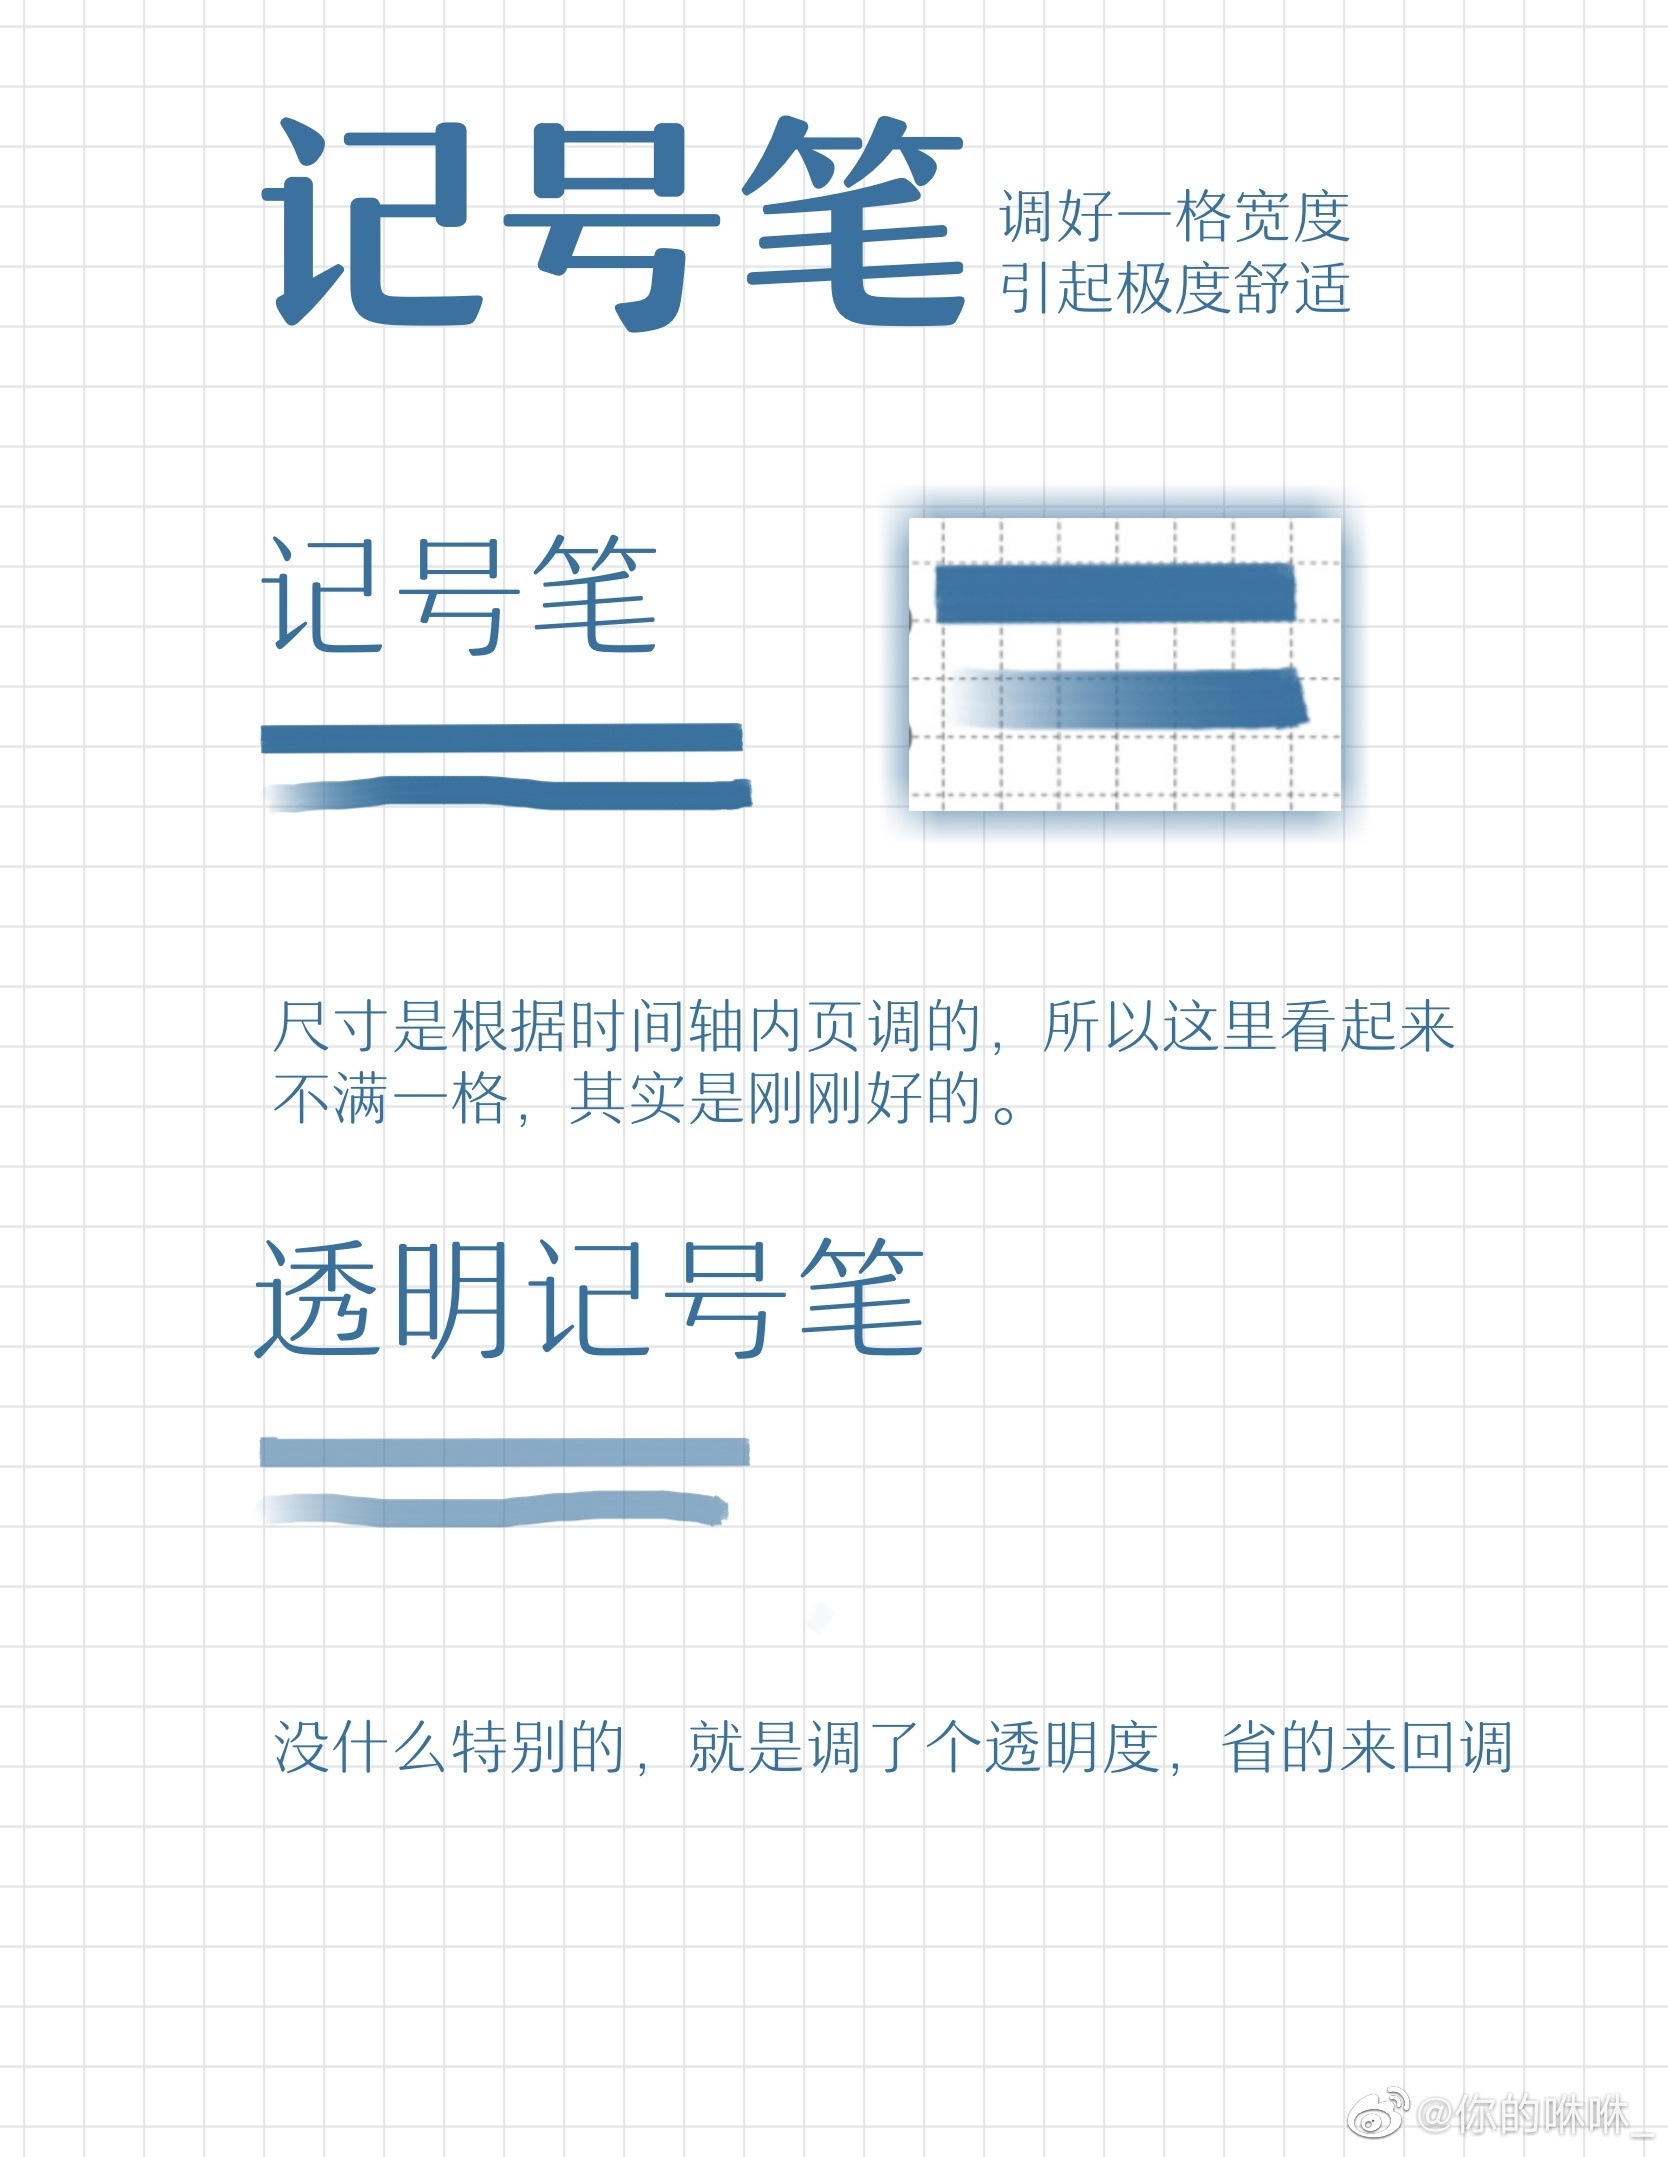 记号笔
调好一格宽度
引起极度舒适
记号笔
尺寸是根据时间轴内页调的，所以这里看起来
不满一格，其实是刚刚好的。
透明记号笔
没什么特别的，就是调了个透明度，省的来回调
@你的咻咻_